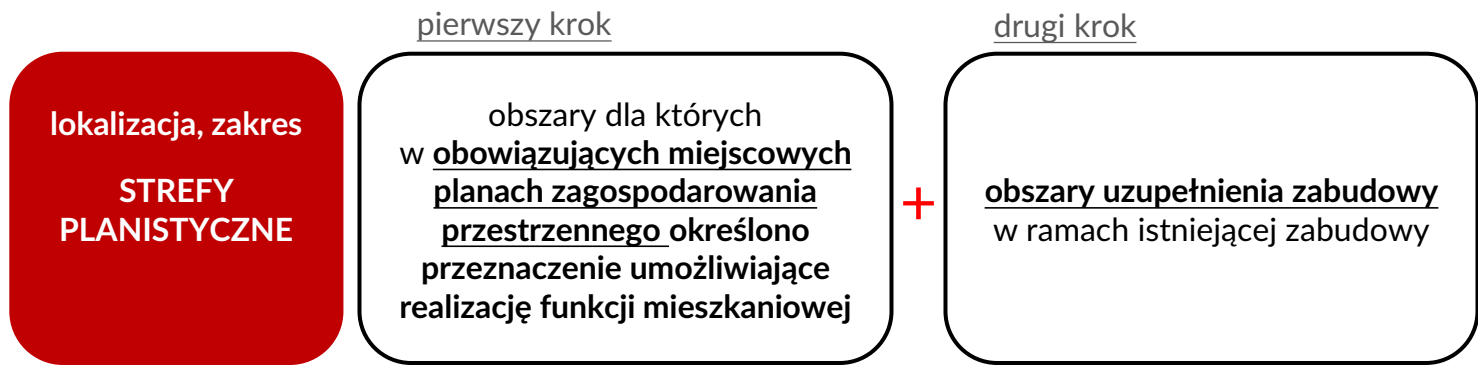 pierwszy krok
drugi krok
lokalizacja, zakres
STREFY
PLANISTYCZNE
obszary dla których
w obowiązujących miejscowych
planach zagospodarowania
przestrzennego określono
przeznaczenie umożliwiające
realizację funkcji mieszkaniowej
+
obszary uzupełnienia zabudowy
w ramach istniejącej zabudowy